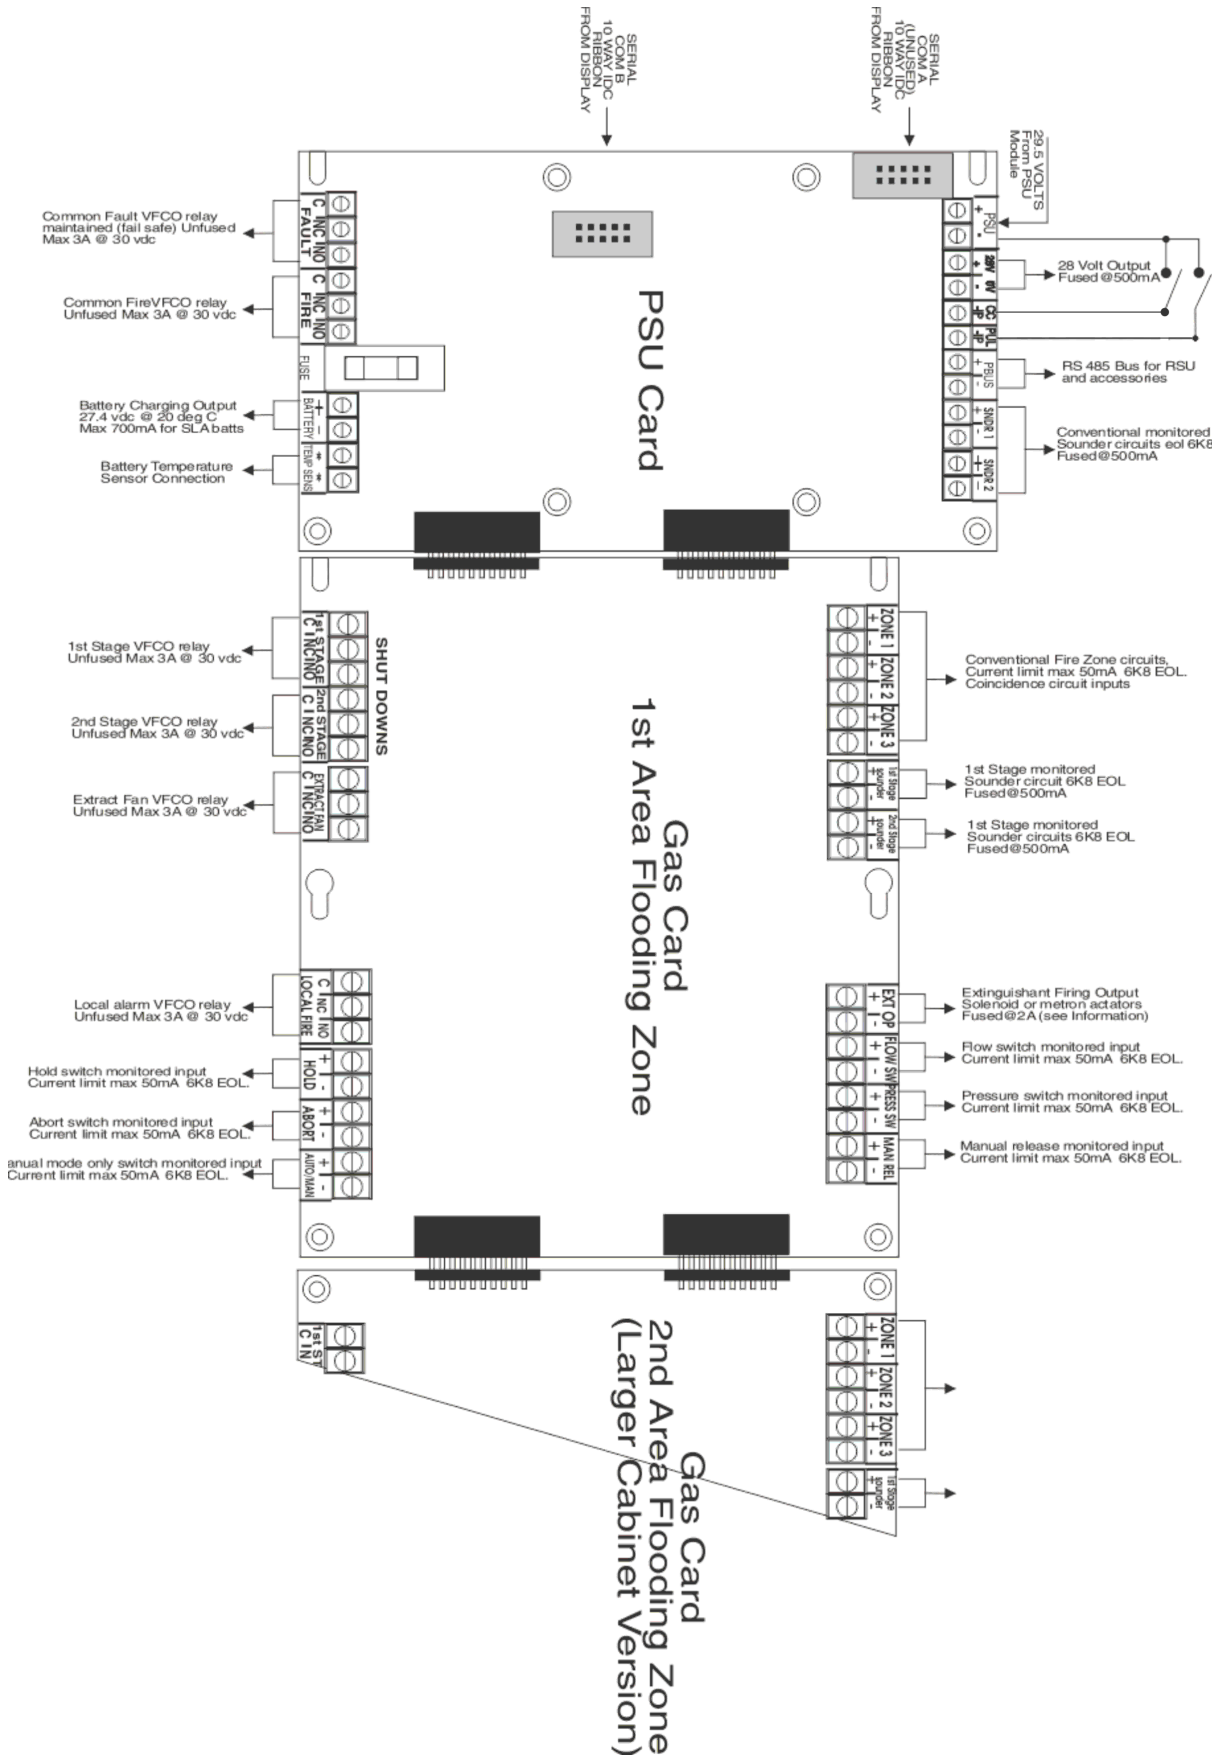 SERIAL
COM B
10 WAY IDC
RIBBON
FROM DISPLAY
SERIAL
COM A
(UNUSED)
10 WAY IDC
RIBBON
FROM DISPLAY
29.5 VOLTS
From PSU
Module
Common Fault VFCO relay
maintained (fail safe) Unfused
Max 3A @ 30 vdc
C NC NO
FAULT
Common FireVFCO relay
Unfused Max 3A @ 30 vdc
C NC NO
FIRE
FUSE
Battery Charging Output
27.4 vdc @ 20 deg C
Max 700mA for SLA batts
+ -
BATTERY
Battery Temperature
Sensor Connection
* *
TEMP SENS
PSU Card
PSU
+ -
28V 0V
+ -
28 Volt Output
Fused@500mA
CC
I/P
PUL
I/P
PBUS
+ -
RS 485 Bus for RSU
and accessories
SNDR 1
+ -
SNDR 2
+ -
Conventional monitored
Sounder circuits eol 6K8
Fused@500mA
1st Stage VFCO relay
Unfused Max 3A @ 30 vdc
1st STAGE
C NC NO
2nd Stage VFCO relay
Unfused Max 3A @ 30 vdc
2nd STAGE
C NC NO
SHUT DOWNS
Extract Fan VFCO relay
Unfused Max 3A @ 30 vdc
EXTRACT FAN
C NC NO
Local alarm VFCO relay
Unfused Max 3A @ 30 vdc
C NC NO
LOCAL FIRE
Hold switch monitored input
Current limit max 50mA 6K8 EOL.
+ -
HOLD
Abort switch monitored input
Current limit max 50mA 6K8 EOL.
+ -
ABORT
anual mode only switch monitored input
Current limit max 50mA 6K8 EOL.
+ -
AUTO/MAN
Gas Card
1st Area Flooding Zone
ZONE 1
+ -
ZONE 2
+ -
ZONE 3
+ -
Conventional Fire Zone circuits,
Current limit max 50mA 6K8 EOL.
Coincidence circuit inputs
1st Stage
sounder
+ -
1st Stage monitored
Sounder circuit 6K8 EOL
Fused@500mA
2nd Stage
sounder
+ -
1st Stage monitored
Sounder circuits 6K8 EOL
Fused@500mA
EXT OP
+ -
Extinguishant Firing Output
Solenoid or metron actators
Fused@2A (see Information)
FLOW SW
+ -
Flow switch monitored input
Current limit max 50mA 6K8 EOL.
PRESS SW
+ -
Pressure switch monitored input
Current limit max 50mA 6K8 EOL.
MAN REL
+ -
Manual release monitored input
Current limit max 50mA 6K8 EOL.
1st ST
C N
Gas Card
2nd Area Flooding Zone
(Larger Cabinet Version)
ZONE 1
+ -
ZONE 2
+ -
ZONE 3
+ -
1st Stage
sounder
+ -